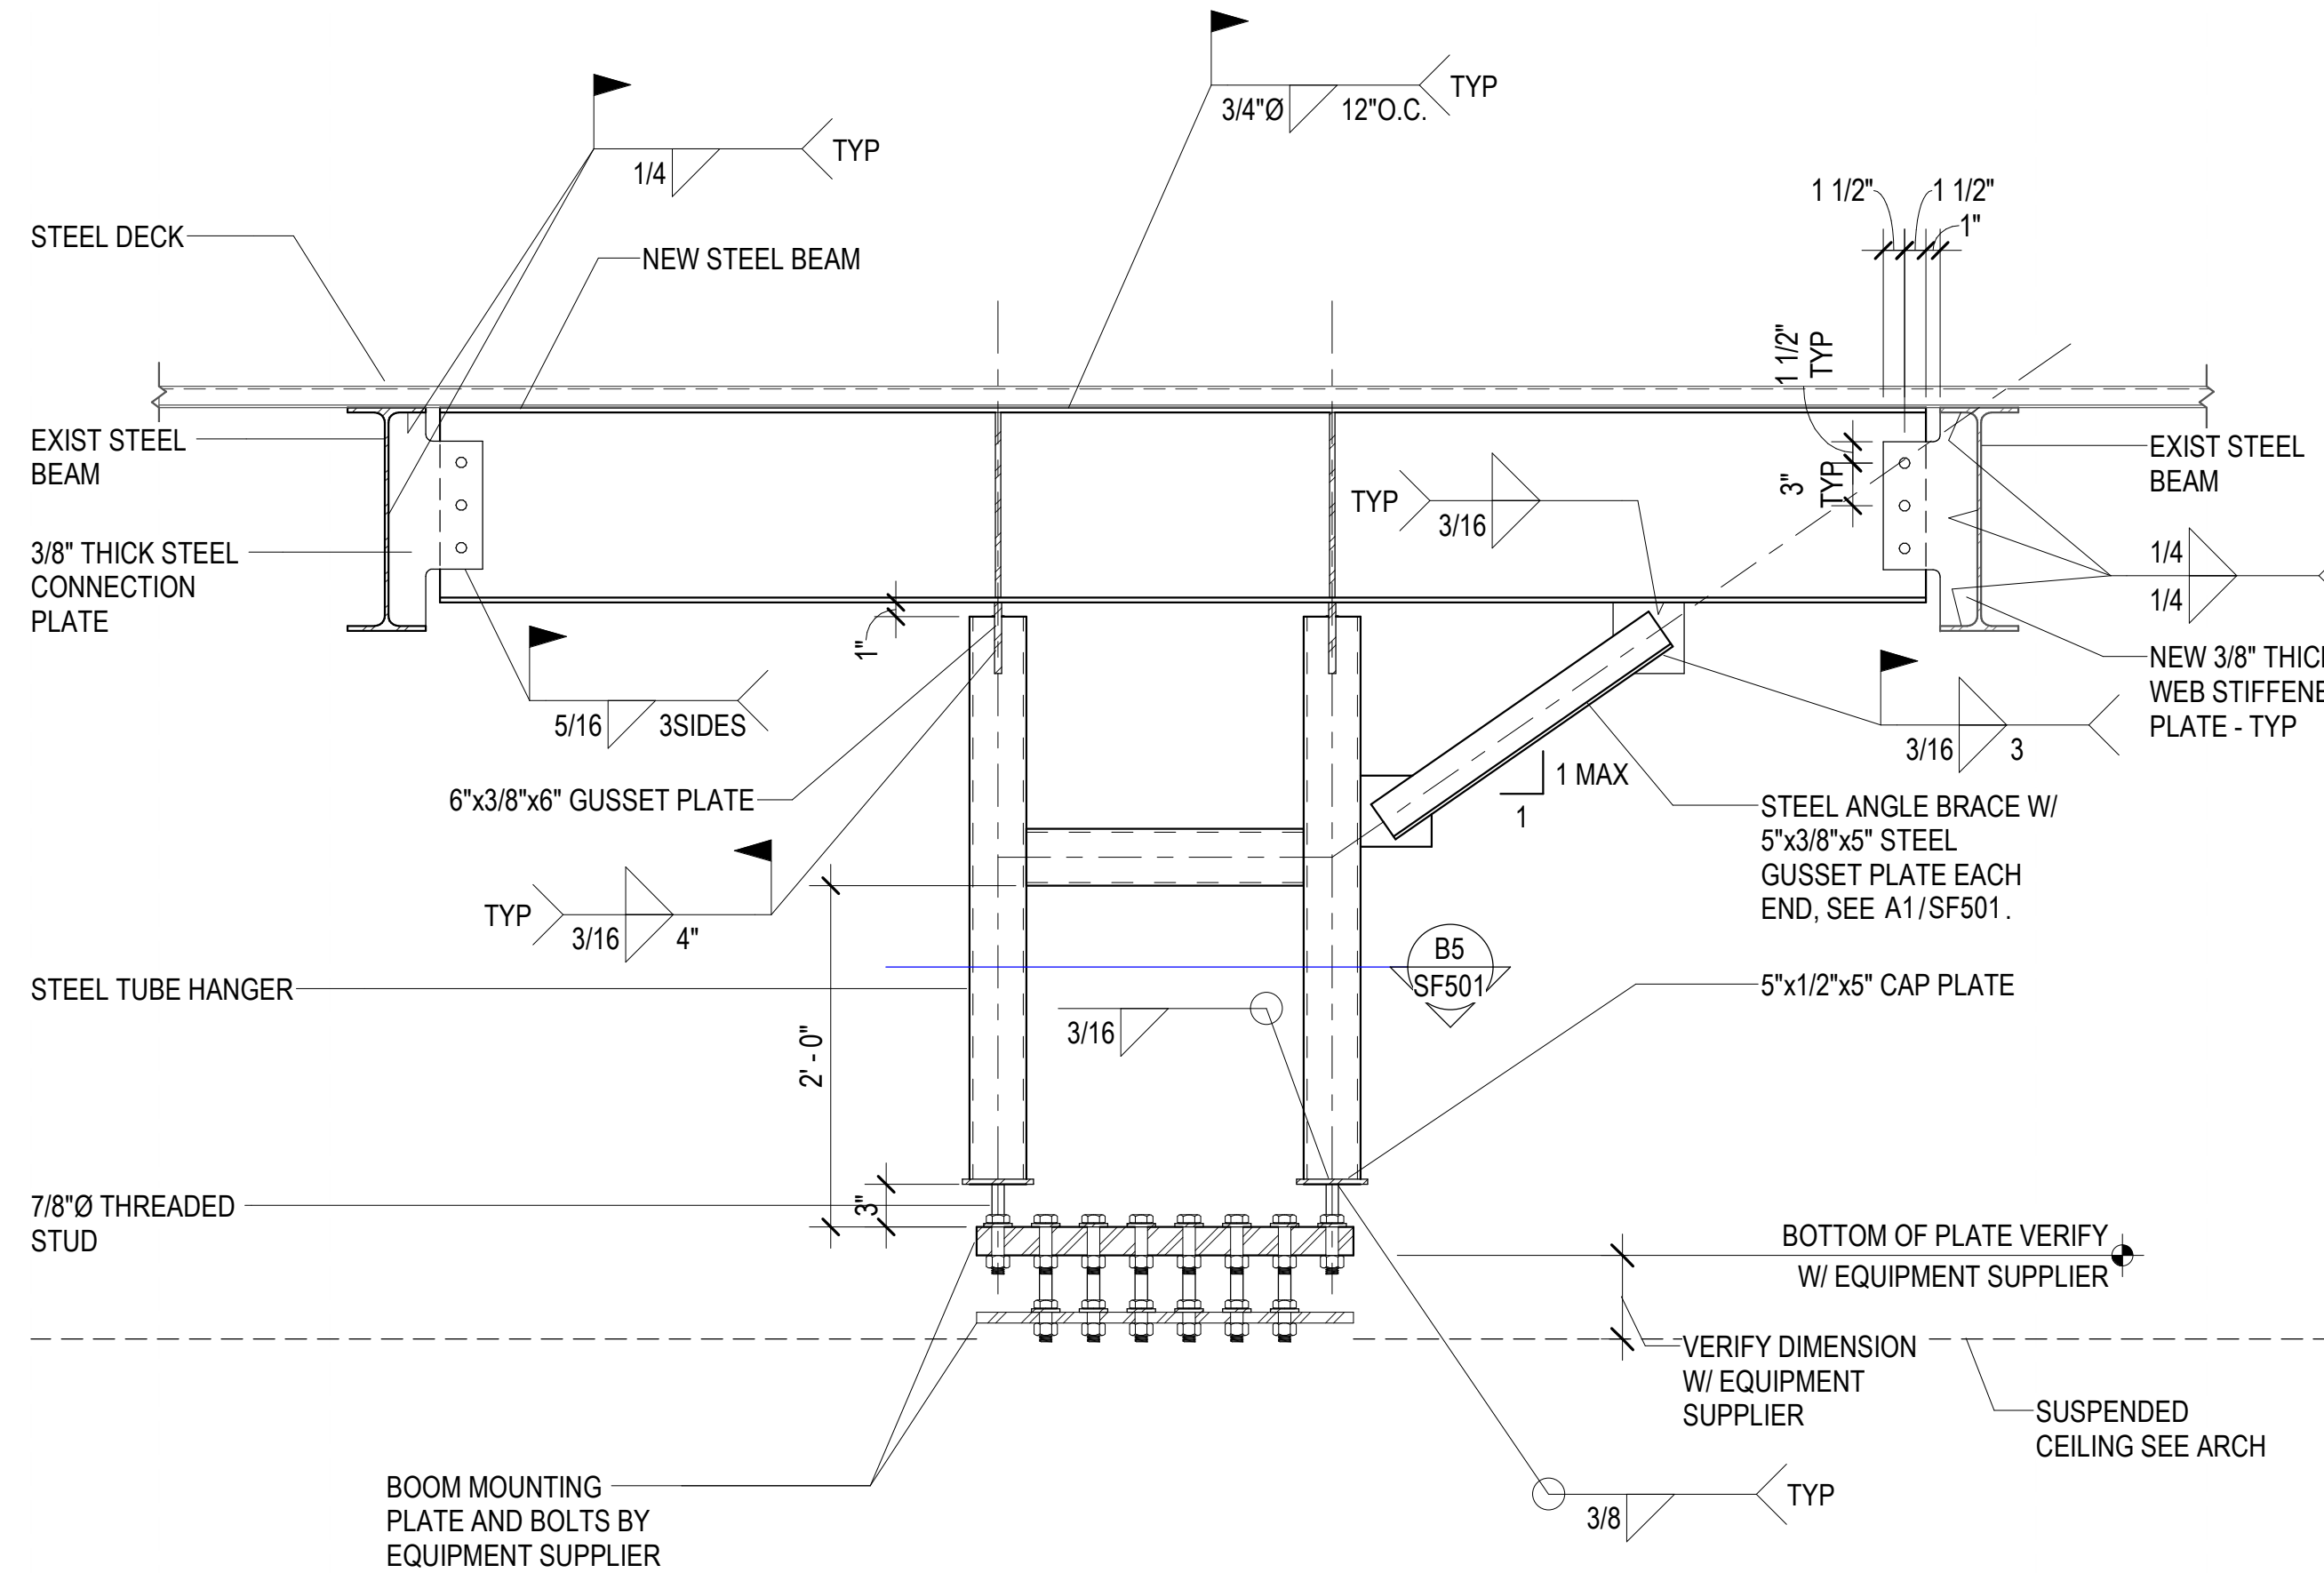 3/4"Ø 12"O.C. TYP
1/4 TYP
1 1/2" 1 1/2"
1"
STEEL DECK
NEW STEEL BEAM
1 1/2"
TYP
EXIST STEEL
BEAM
3"
TYP
EXIST STEEL
BEAM
TYP 3/16
3/8" THICK STEEL
CONNECTION
PLATE
1/4
1/4
1"
NEW 3/8" THICK
WEB STIFFENE
PLATE - TYP
5/16 3SIDES
3/16 3
6"x3/8"x6" GUSSET PLATE
1 MAX
1
STEEL ANGLE BRACE W/
5"x3/8"x5" STEEL
GUSSET PLATE EACH
END, SEE A1/SF501.
TYP 3/16 4"
B5
SF501
STEEL TUBE HANGER
5"x1/2"x5" CAP PLATE
3/16
2' - 0"
3"
7/8"Ø THREADED
STUD
BOTTOM OF PLATE VERIFY
W/ EQUIPMENT SUPPLIER
VERIFY DIMENSION
W/ EQUIPMENT
SUPPLIER
SUSPENDED
CEILING SEE ARCH
BOOM MOUNTING
PLATE AND BOLTS BY
EQUIPMENT SUPPLIER
3/8 TYP